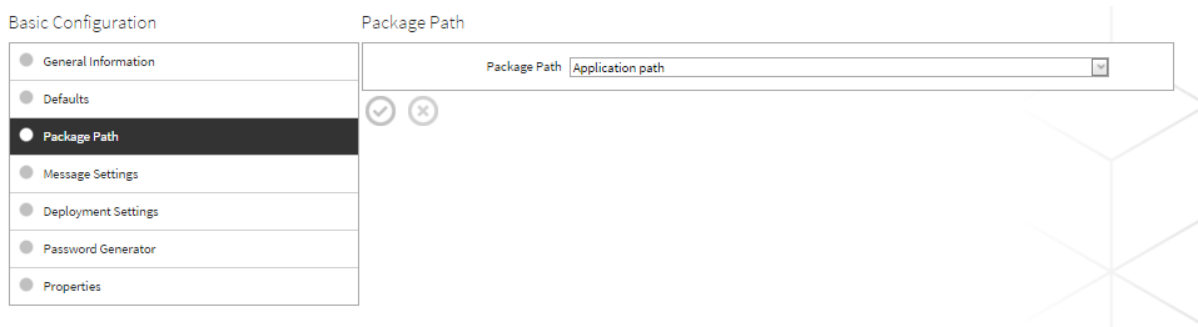 Basic Configuration
General Information
Defaults
Package Path
Message Settings
Deployment Settings
Password Generator
Properties
Package Path
Package Path Application path